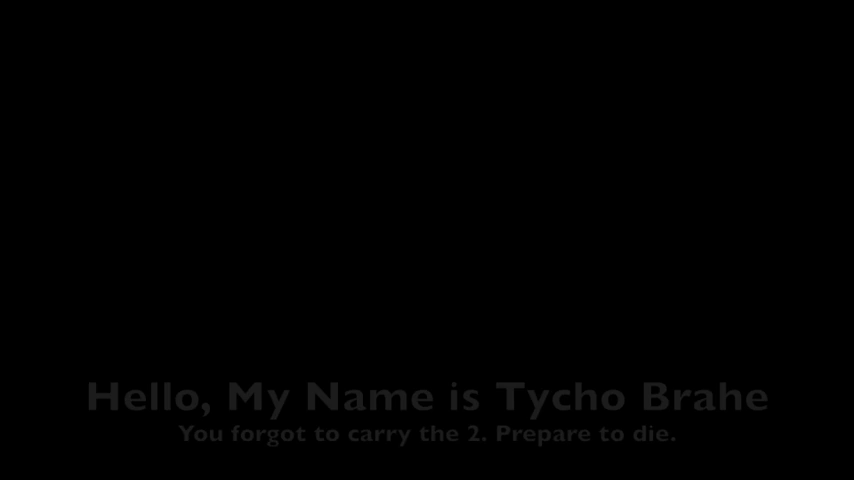 Hello, My Name is Tycho Brahe
You forgot to carry the 2. Prepare to die.